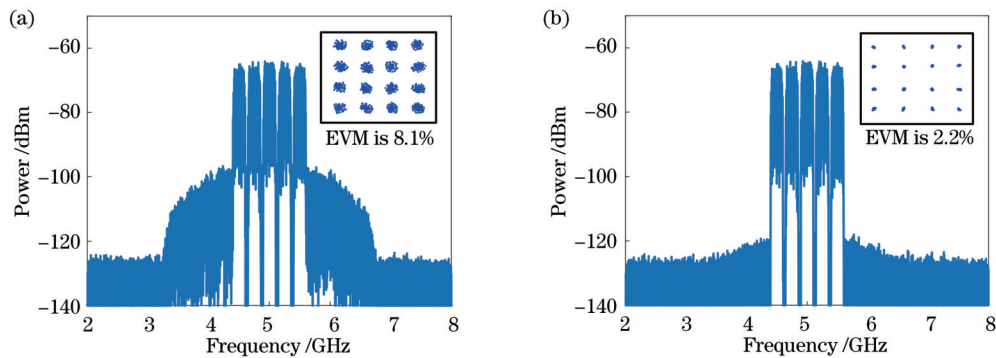 (a)
−60
−80
−100
−120
−140
Power /dBm
2 3 4 5 6 7 8
Frequency /GHz
EVM is 8.1%
(b)
−60
−80
−100
−120
−140
Power /dBm
2 3 4 5 6 7 8
Frequency /GHz
EVM is 2.2%